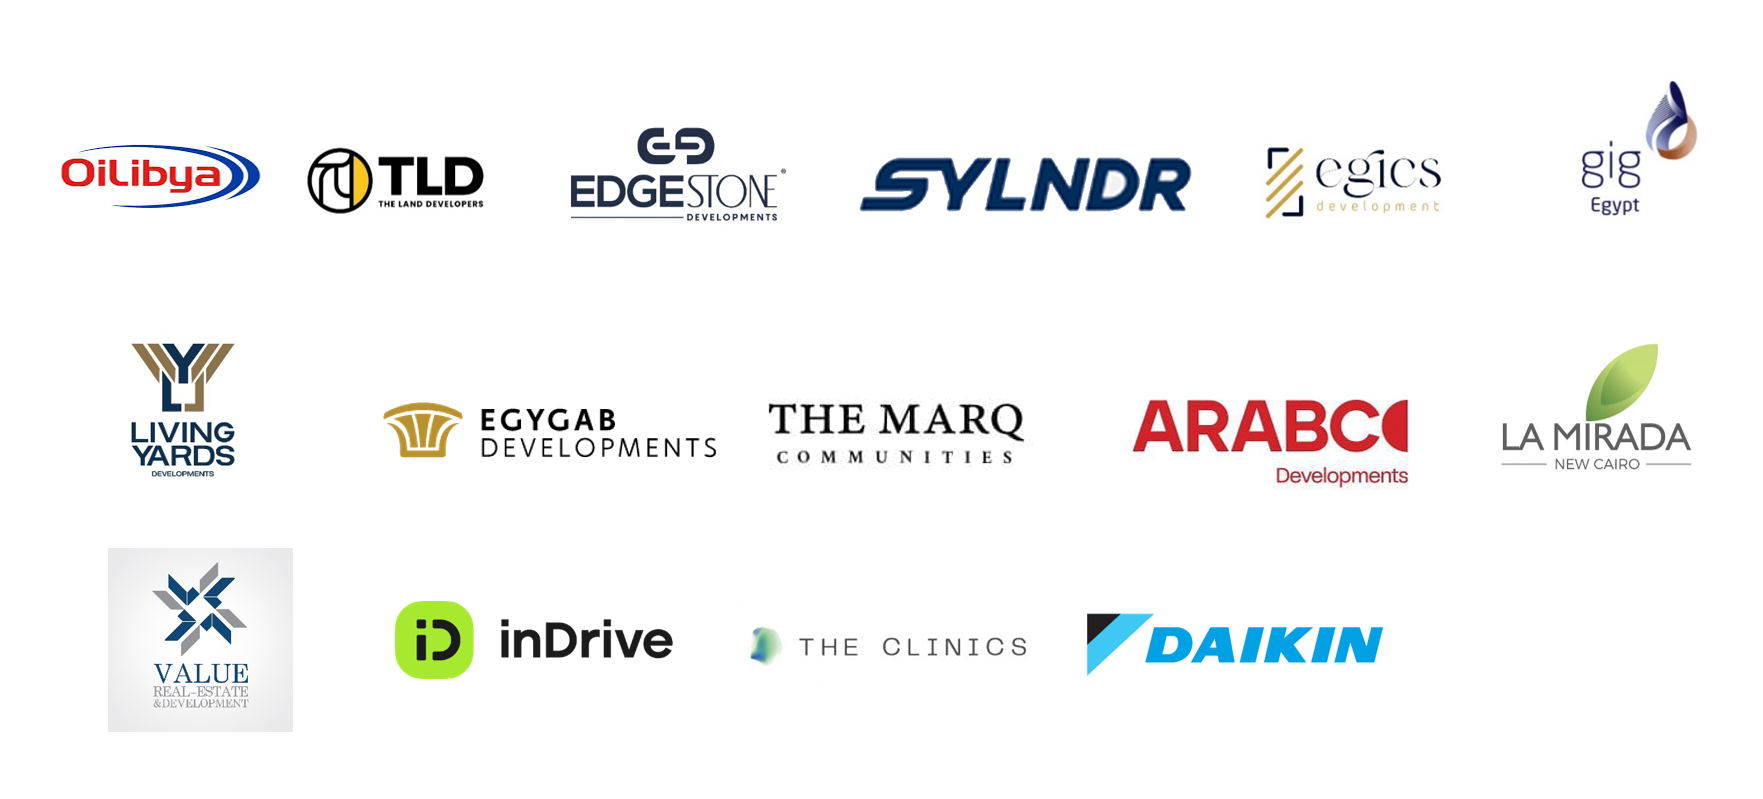 OiLibya
TLD
THE LAND DEVELOPERS
EDGESTONE®
DEVELOPMENTS
SYLNDR
egics
development
gig
Egypt
LIVING
YARDS
DEVELOPMENTS
EGYGAB
DEVELOPMENTS
THE MARQ
COMMUNITIES
ARABCO
Developments
LA MIRADA
NEW CAIRO
VALUE
REAL-ESTATE
&DEVELOPMENT
iD inDrive
THE CLINICS
DAIKIN